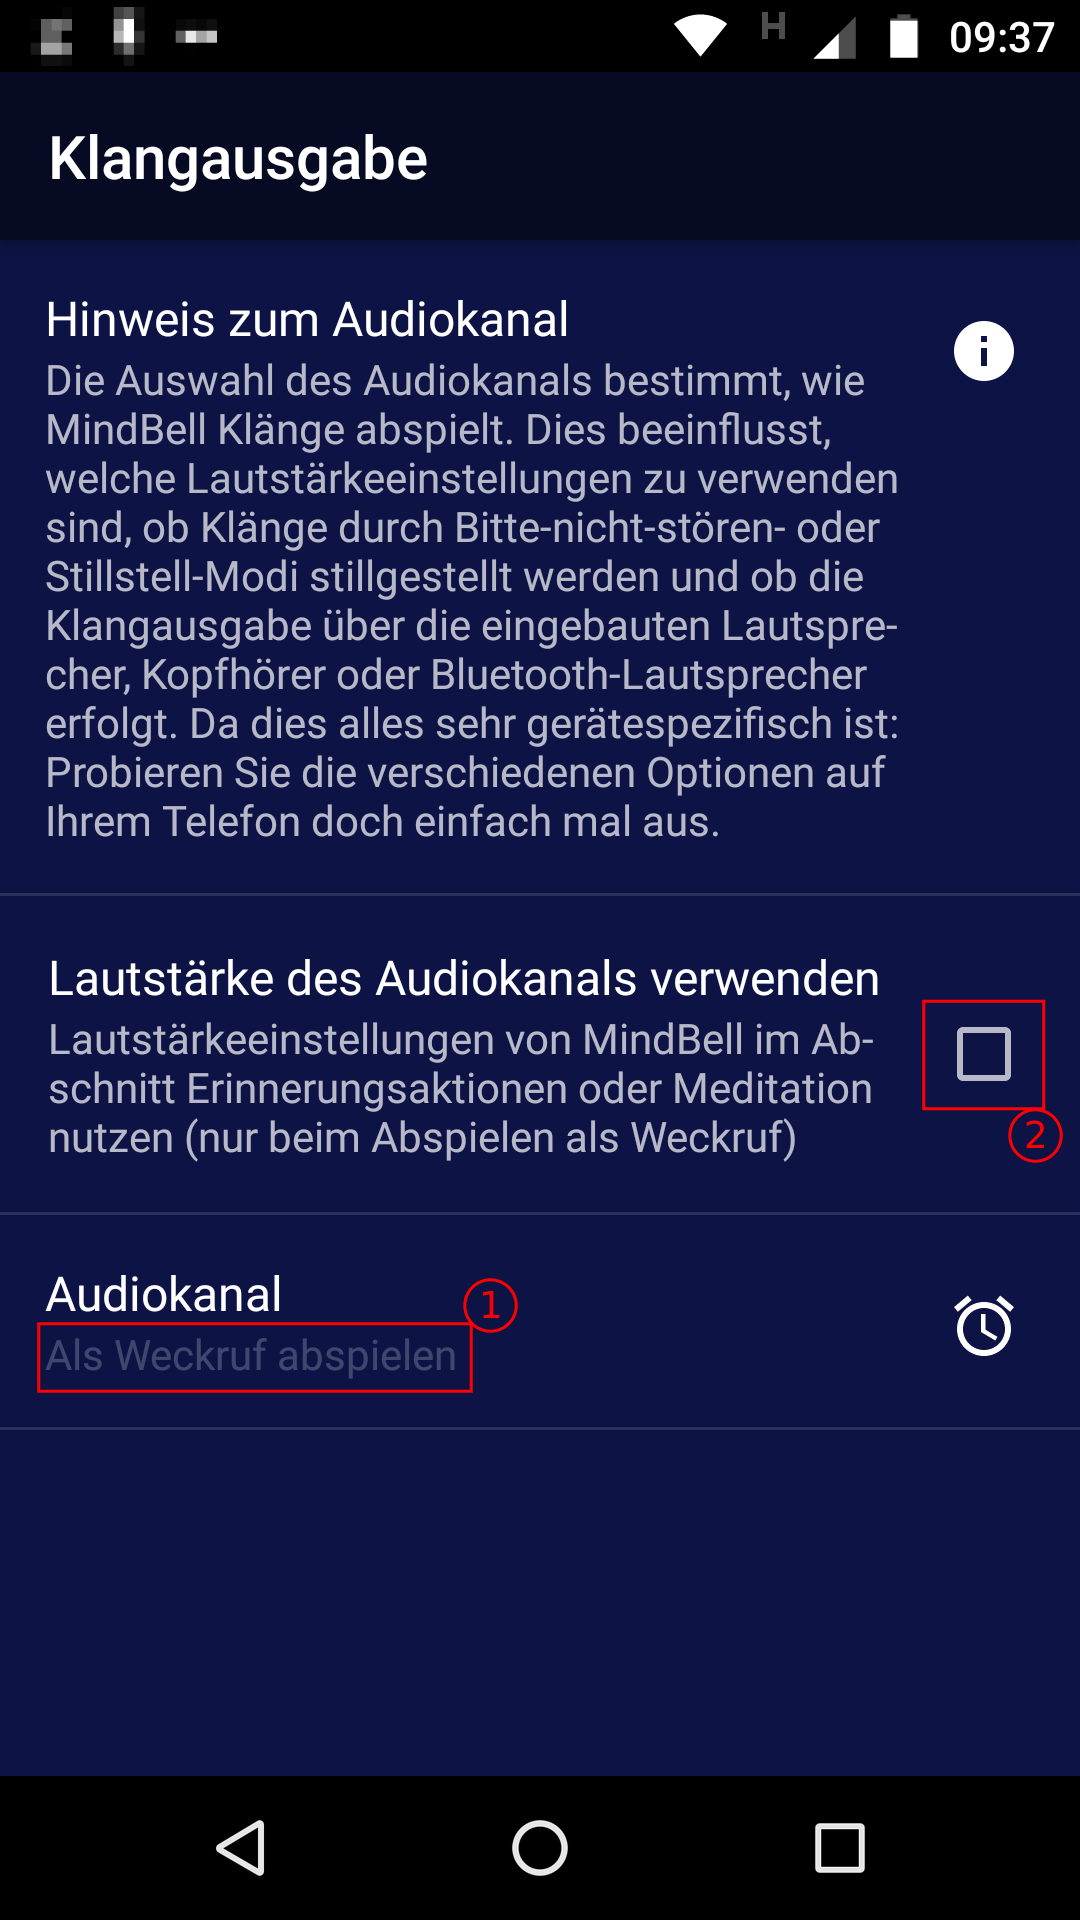 H 09:37
Klangausgabe
Hinweis zum Audiokanal
Die Auswahl des Audiokanals bestimmt, wie
MindBell Klänge abspielt. Dies beeinflusst,
welche Lautstärkeeinstellungen zu verwenden
sind, ob Klänge durch Bitte-nicht-stören- oder
Stillstell-Modi stillgestellt werden und ob die
Klangausgabe über die eingebauten Lautspre-
cher, Kopfhörer oder Bluetooth-Lautsprecher
erfolgt. Da dies alles sehr gerätespezifisch ist:
Probieren Sie die verschiedenen Optionen auf
Ihrem Telefon doch einfach mal aus.
Lautstärke des Audiokanals verwenden
Lautstärkeeinstellungen von MindBell im Ab-
schnitt Erinnerungsaktionen oder Meditation
nutzen (nur beim Abspielen als Weckruf)
2
Audiokanal
1
Als Weckruf abspielen